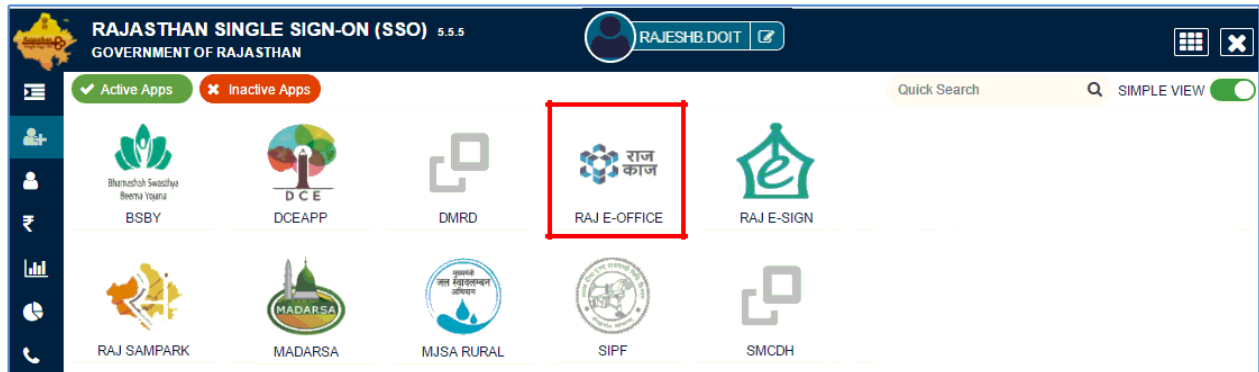 RAJASTHAN SINGLE SIGN-ON (SSO) 5.5.5
GOVERNMENT OF RAJASTHAN
RAJESHB.DOIT
Active Apps
Inactive Apps
Quick Search
SIMPLE VIEW
Bhamashah Swasthya
Beema Yojana
BSBY
DCE
DCEAPP
DMRD
राज
काज
RAJ E-OFFICE
e
RAJ E-SIGN
RAJ SAMPARK
MADARSA
MADARSA
मुख्यमंत्री
जल स्वावलम्बन
अभियान
MJSA RURAL
SIPF
SMCDH